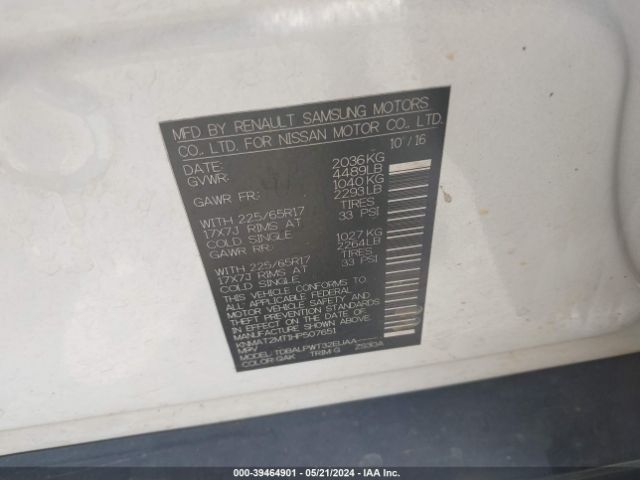 MFD BY RENAULT SAMSUNG MOTORS
CO., LTD. FOR NISSAN MOTOR CO., LTD.
DATE: 10/16
GVWR: 2036KG
4489LB
GAWR FR: 1040KG
2293LB
WITH 225/65R17 TIRES
17X7J RIMS AT 33 PSI
COLD SINGLE
GAWR RR: 1027 KG
2264LB
WITH 225/65R17 TIRES
17X7J RIMS AT 33 PSI
COLD SINGLE
THIS VEHICLE CONFORMS TO
ALL APPLICABLE FEDERAL
MOTOR VEHICLE SAFETY AND
THEFT PREVENTION STANDARDS
IN EFFECT ON THE DATE OF
MANUFACTURE SHOWN ABOVE.
KNMAT2MT1HP507651
MPV
MODEL: TDBALPWT32EUAA
COLOR: QAK TRIM: G
000-39464901 - 05/21/2024 - IAA Inc.